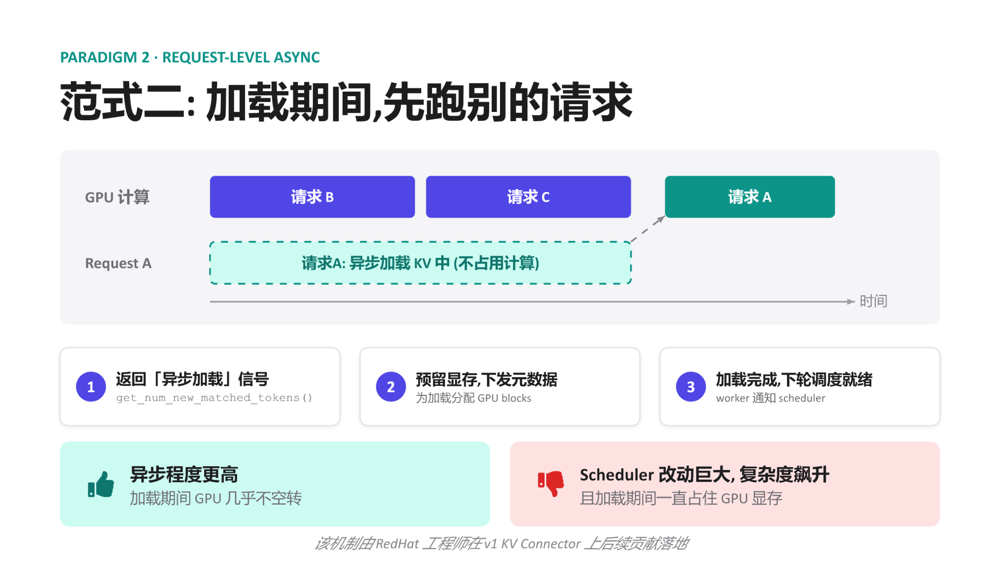 PARADIGM 2 · REQUEST-LEVEL ASYNC
范式二: 加载期间,先跑别的请求
GPU 计算
请求 B
请求 C
请求 A
Request A
请求A: 异步加载 KV 中 (不占用计算)
时间
1
返回「异步加载」信号
get_num_new_matched_tokens()
2
预留显存,下发元数据
为加载分配 GPU blocks
3
加载完成,下轮调度就绪
worker 通知 scheduler
异步程度更高
加载期间 GPU 几乎不空转
Scheduler 改动巨大, 复杂度飙升
且加载期间一直占住 GPU 显存
该机制由RedHat 工程师在 v1 KV Connector 上后续贡献落地